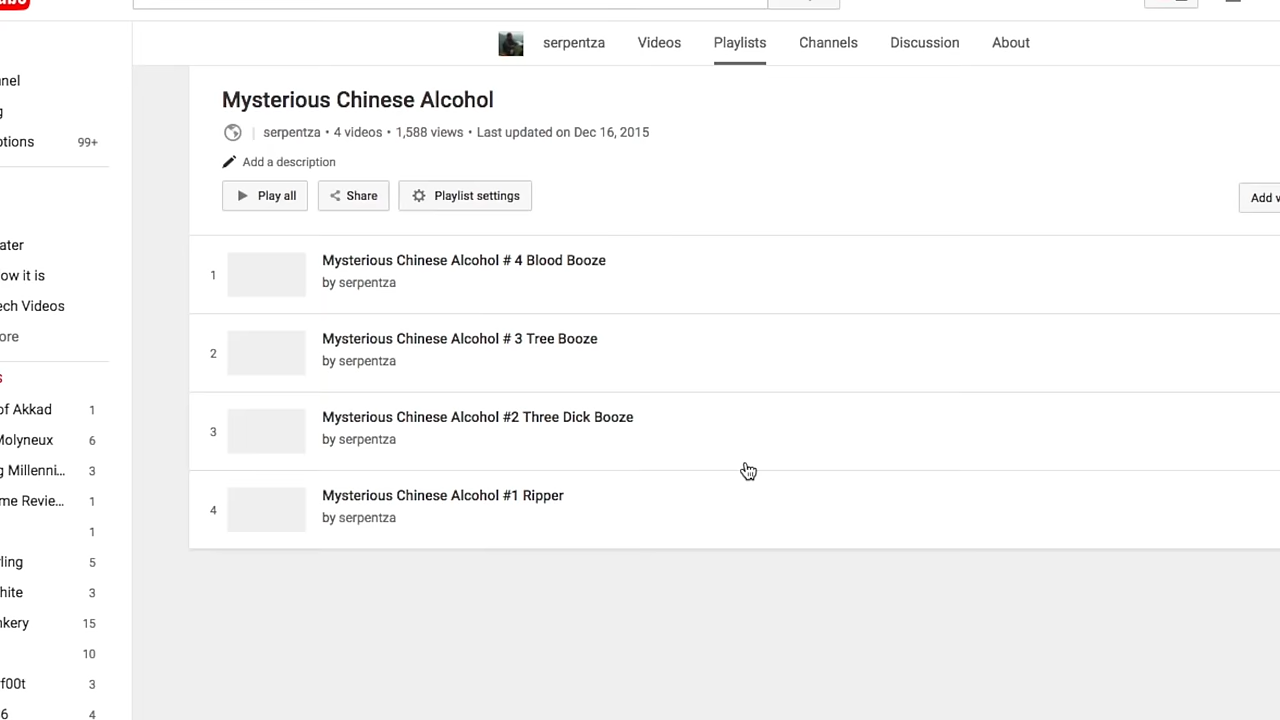 serpentza Videos Playlists Channels Discussion About
Mysterious Chinese Alcohol
serpentza • 4 videos • 1,588 views • Last updated on Dec 16, 2015
Add a description
Play all Share Playlist settings
Add
1 Mysterious Chinese Alcohol # 4 Blood Booze
by serpentza
2 Mysterious Chinese Alcohol # 3 Tree Booze
by serpentza
3 Mysterious Chinese Alcohol #2 Three Dick Booze
by serpentza
4 Mysterious Chinese Alcohol #1 Ripper
by serpentza
99+
ow it is
ech Videos
of Akkad 1
Molyneux 6
g Millenni... 3
me Revie... 1
1
ling 5
hite 3
nkery 15
10
f00t 3
6 4